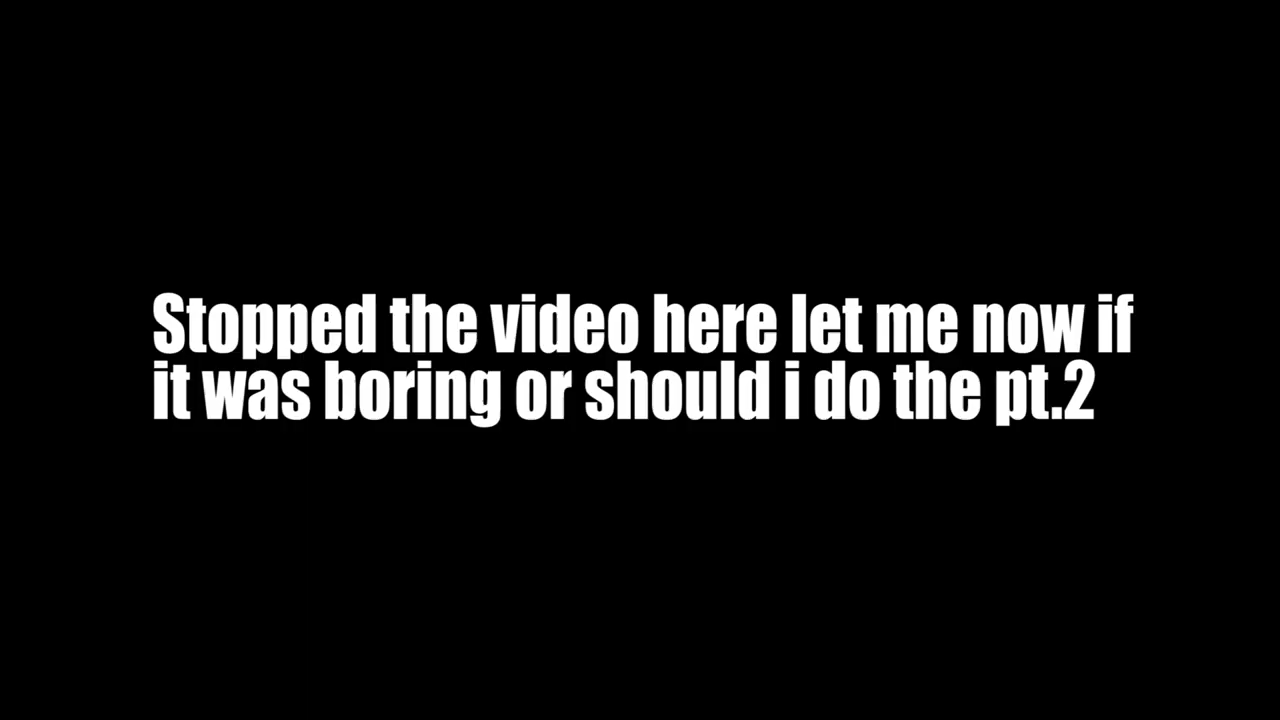 Stopped the video here let me now if
it was boring or should i do the pt.2